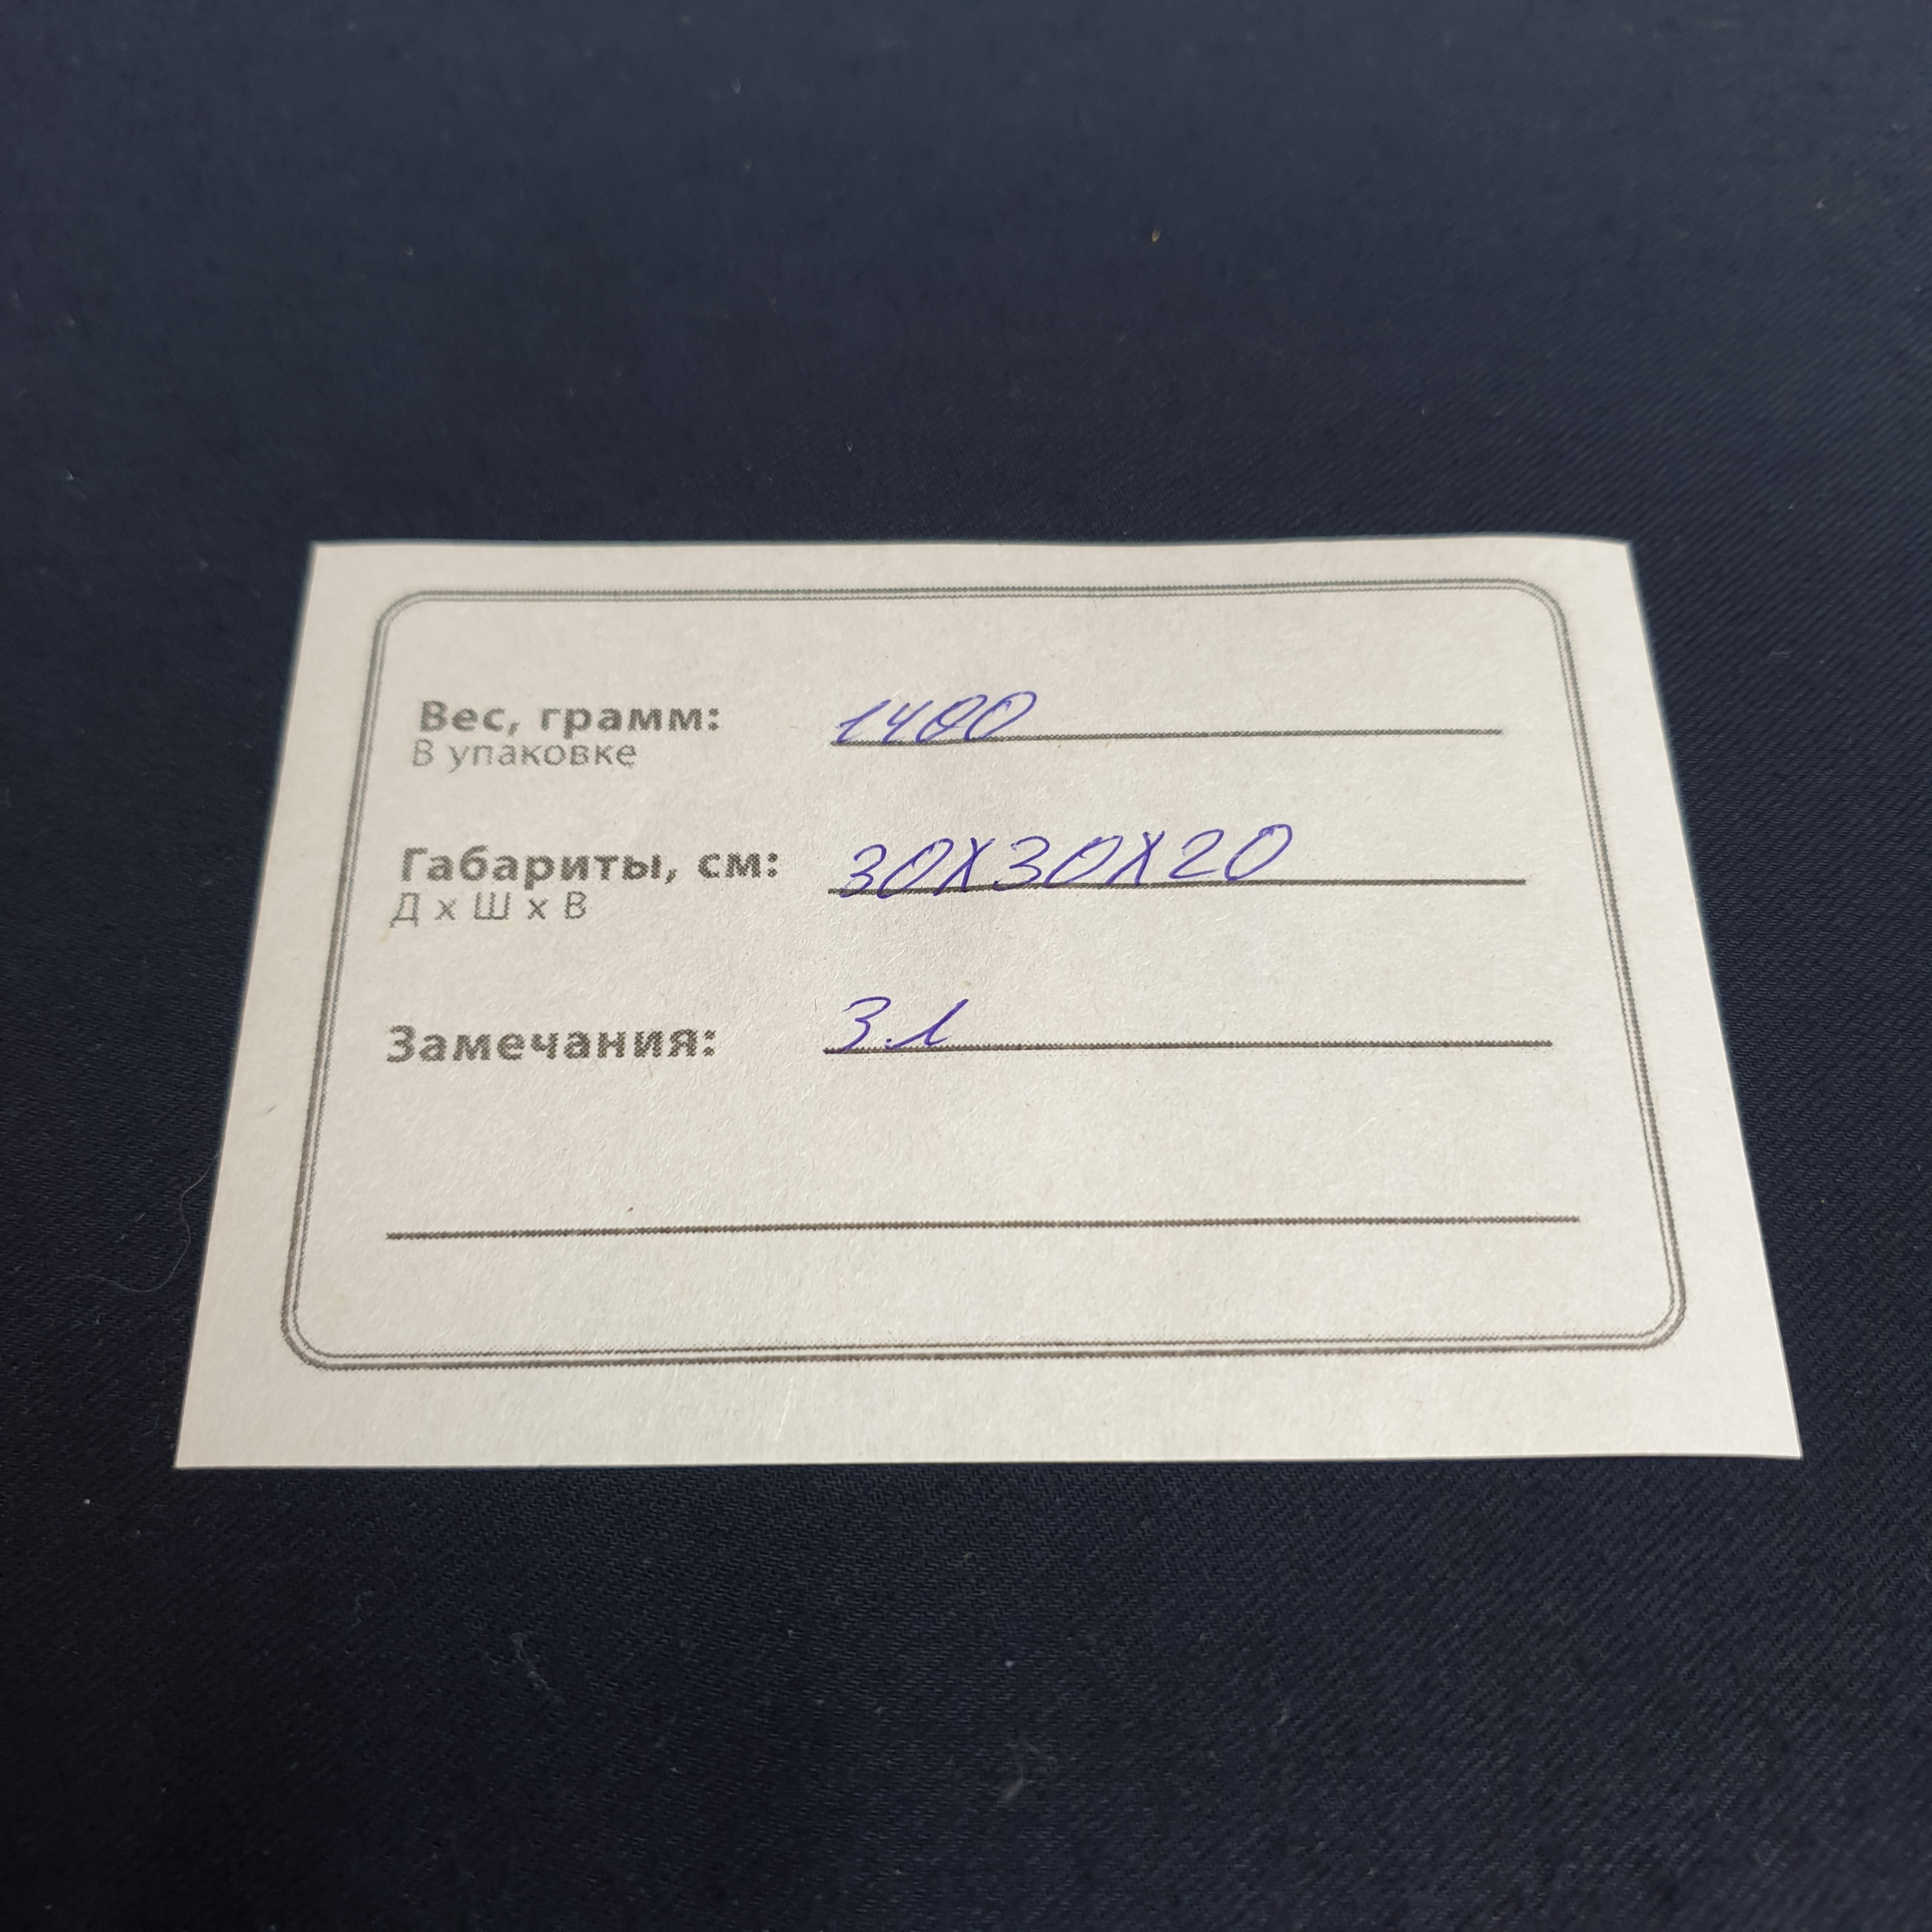 Вес, грамм: 1400
В упаковке
Габариты, см: 30X30X20
Д х Ш х В
Замечания: 3 л